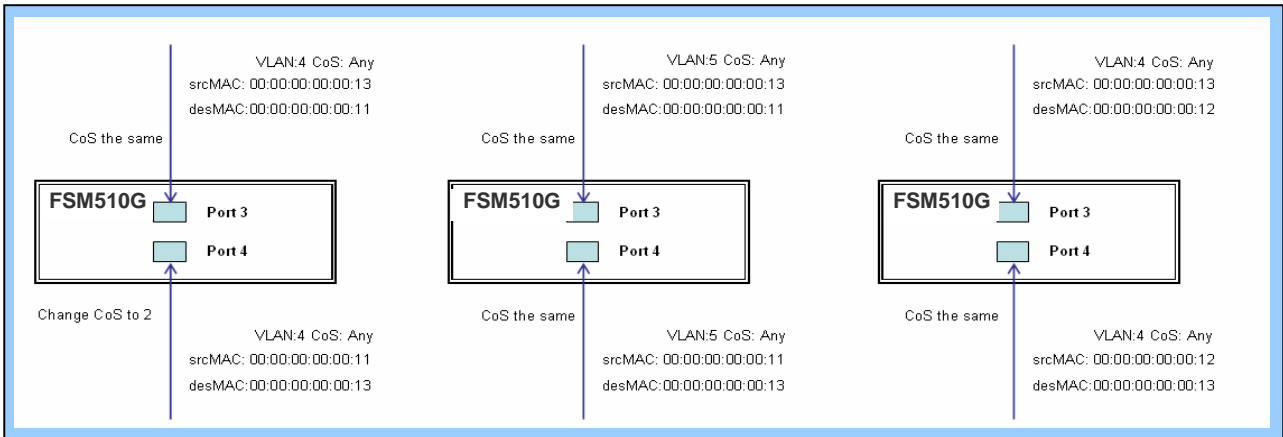 VLAN:4 CoS: Any
srcMAC: 00:00:00:00:00:13
desMAC:00:00:00:00:00:11
CoS the same
FSM510G
Port 3
Port 4
Change CoS to 2
VLAN:4 CoS: Any
srcMAC: 00:00:00:00:00:11
desMAC:00:00:00:00:00:13
VLAN:5 CoS: Any
srcMAC: 00:00:00:00:00:13
desMAC:00:00:00:00:00:11
CoS the same
FSM510G
Port 3
Port 4
CoS the same
VLAN:5 CoS: Any
srcMAC: 00:00:00:00:00:11
desMAC:00:00:00:00:00:13
VLAN:4 CoS: Any
srcMAC: 00:00:00:00:00:13
desMAC:00:00:00:00:00:12
CoS the same
FSM510G
Port 3
Port 4
CoS the same
VLAN:4 CoS: Any
srcMAC: 00:00:00:00:00:12
desMAC:00:00:00:00:00:13